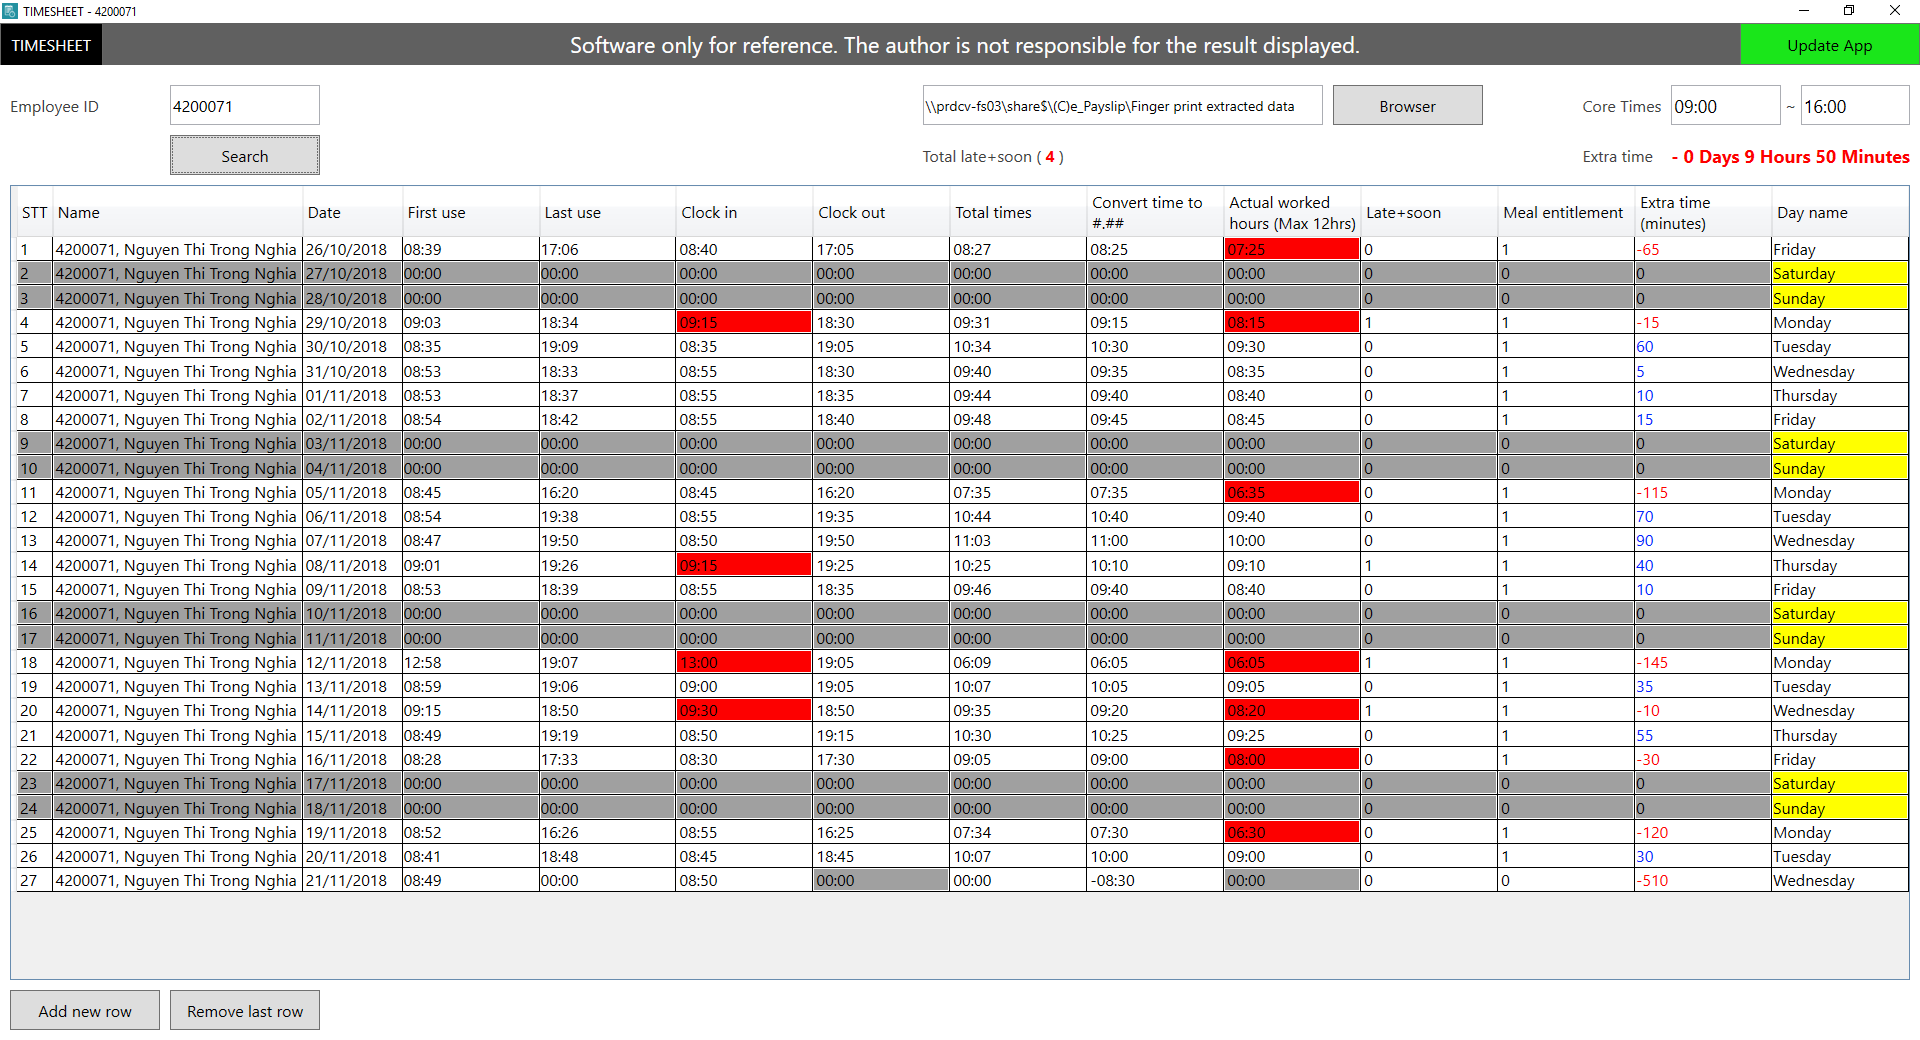 TIMESHEET - 4200071
TIMESHEET Software only for reference. The author is not responsible for the result displayed. Update App
Employee ID 4200071 \\prdcv-fs03\share$\(C)e_Payslip\Finger print extracted data Browser Core Times 09:00 ~ 16:00
Search Total late+soon ( 4 ) Extra time - 0 Days 9 Hours 50 Minutes
STT Name Date First use Last use Clock in Clock out Total times Convert time to #.## Actual worked hours (Max 12hrs) Late+soon Meal entitlement Extra time (minutes) Day name
1 4200071, Nguyen Thi Trong Nghia 26/10/2018 08:39 17:06 08:40 17:05 08:27 08:25 07:25 0 1 -65 Friday
2 4200071, Nguyen Thi Trong Nghia 27/10/2018 00:00 00:00 00:00 00:00 00:00 00:00 00:00 0 0 0 Saturday
3 4200071, Nguyen Thi Trong Nghia 28/10/2018 00:00 00:00 00:00 00:00 00:00 00:00 00:00 0 0 0 Sunday
4 4200071, Nguyen Thi Trong Nghia 29/10/2018 09:03 18:34 09:15 18:30 09:31 09:15 08:15 1 1 -15 Monday
5 4200071, Nguyen Thi Trong Nghia 30/10/2018 08:35 19:09 08:35 19:05 10:34 10:30 09:30 0 1 60 Tuesday
6 4200071, Nguyen Thi Trong Nghia 31/10/2018 08:53 18:33 08:55 18:30 09:40 09:35 08:35 0 1 5 Wednesday
7 4200071, Nguyen Thi Trong Nghia 01/11/2018 08:53 18:37 08:55 18:35 09:44 09:40 08:40 0 1 10 Thursday
8 4200071, Nguyen Thi Trong Nghia 02/11/2018 08:54 18:42 08:55 18:40 09:48 09:45 08:45 0 1 15 Friday
9 4200071, Nguyen Thi Trong Nghia 03/11/2018 00:00 00:00 00:00 00:00 00:00 00:00 00:00 0 0 0 Saturday
10 4200071, Nguyen Thi Trong Nghia 04/11/2018 00:00 00:00 00:00 00:00 00:00 00:00 00:00 0 0 0 Sunday
11 4200071, Nguyen Thi Trong Nghia 05/11/2018 08:45 16:20 08:45 16:20 07:35 07:35 06:35 0 1 -115 Monday
12 4200071, Nguyen Thi Trong Nghia 06/11/2018 08:54 19:38 08:55 19:35 10:44 10:40 09:40 0 1 70 Tuesday
13 4200071, Nguyen Thi Trong Nghia 07/11/2018 08:47 19:50 08:50 19:50 11:03 11:00 10:00 0 1 90 Wednesday
14 4200071, Nguyen Thi Trong Nghia 08/11/2018 09:01 19:26 09:15 19:25 10:25 10:10 09:10 1 1 40 Thursday
15 4200071, Nguyen Thi Trong Nghia 09/11/2018 08:53 18:39 08:55 18:35 09:46 09:40 08:40 0 1 10 Friday
16 4200071, Nguyen Thi Trong Nghia 10/11/2018 00:00 00:00 00:00 00:00 00:00 00:00 00:00 0 0 0 Saturday
17 4200071, Nguyen Thi Trong Nghia 11/11/2018 00:00 00:00 00:00 00:00 00:00 00:00 00:00 0 0 0 Sunday
18 4200071, Nguyen Thi Trong Nghia 12/11/2018 12:58 19:07 13:00 19:05 06:09 06:05 06:05 1 1 -145 Monday
19 4200071, Nguyen Thi Trong Nghia 13/11/2018 08:59 19:06 09:00 19:05 10:07 10:05 09:05 0 1 35 Tuesday
20 4200071, Nguyen Thi Trong Nghia 14/11/2018 09:15 18:50 09:30 18:50 09:35 09:20 08:20 1 1 -10 Wednesday
21 4200071, Nguyen Thi Trong Nghia 15/11/2018 08:49 19:19 08:50 19:15 10:30 10:25 09:25 0 1 55 Thursday
22 4200071, Nguyen Thi Trong Nghia 16/11/2018 08:28 17:33 08:30 17:30 09:05 09:00 08:00 0 1 -30 Friday
23 4200071, Nguyen Thi Trong Nghia 17/11/2018 00:00 00:00 00:00 00:00 00:00 00:00 00:00 0 0 0 Saturday
24 4200071, Nguyen Thi Trong Nghia 18/11/2018 00:00 00:00 00:00 00:00 00:00 00:00 00:00 0 0 0 Sunday
25 4200071, Nguyen Thi Trong Nghia 19/11/2018 08:52 16:26 08:55 16:25 07:34 07:30 06:30 0 1 -120 Monday
26 4200071, Nguyen Thi Trong Nghia 20/11/2018 08:41 18:48 08:45 18:45 10:07 10:00 09:00 0 1 30 Tuesday
27 4200071, Nguyen Thi Trong Nghia 21/11/2018 08:49 00:00 08:50 00:00 00:00 -08:30 00:00 0 0 -510 Wednesday
Add new row Remove last row